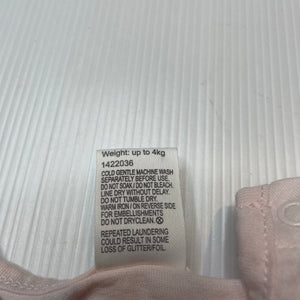 Weight: up to 4kg
1422036
COLD GENTLE MACHINE WASH
SEPARATELY BEFORE USE.
DO NOT SOAK / DO NOT BLEACH.
LINE DRY WITHOUT DELAY.
DO NOT TUMBLE DRY.
WARM IRON / ON REVERSE SIDE
FOR EMBELLISHMENTS
DO NOT DRYCLEAN.
REPEATED LAUNDERING
COULD RESULT IN SOME
LOSS OF GLITTER/FOIL.